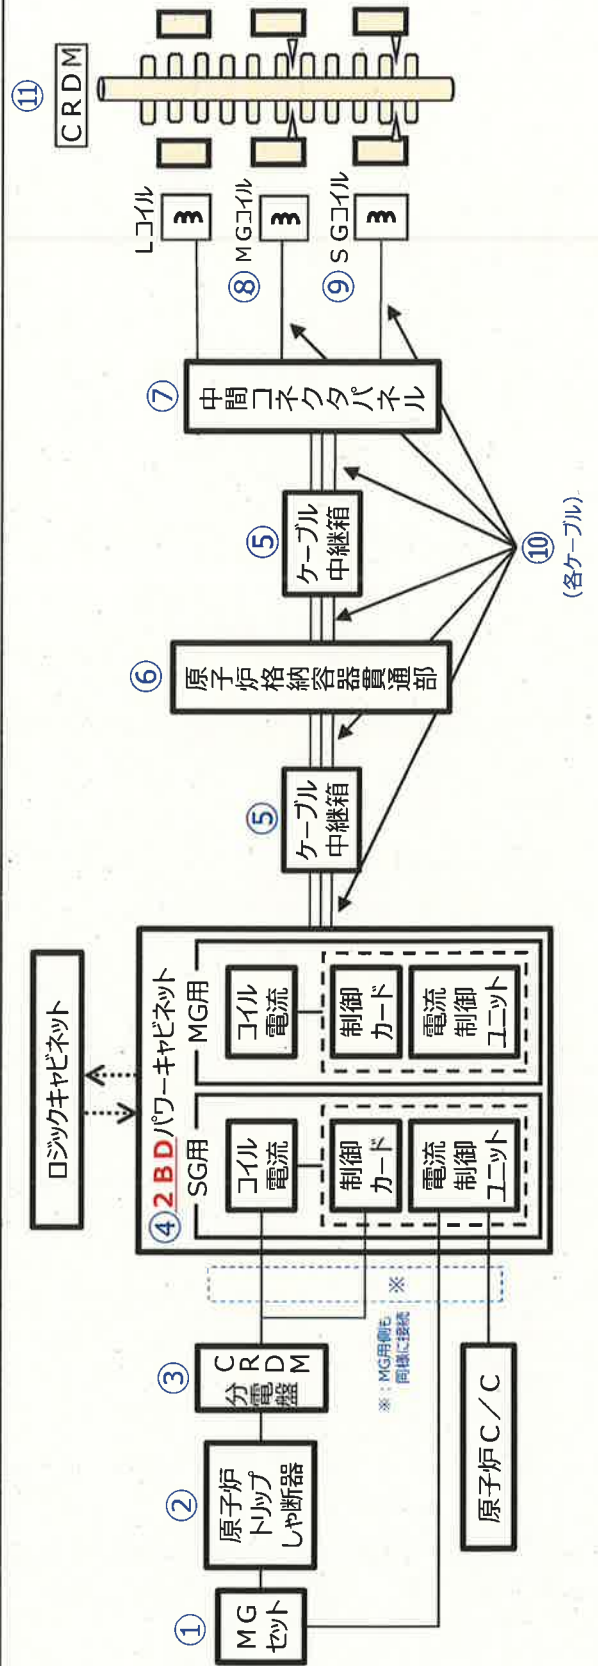 ①
MG
セット
②
原子炉
トリップ
しゃ断器
③
CRDM
分電盤
※
※：MG用側も
同様に接続
原子炉C／C
ロジックキャビネット
④2BDパワーキャビネット
SG用
コイル
電流
制御
カード
電流
制御
ユニット
MG用
コイル
電流
制御
カード
電流
制御
ユニット
⑤
ケーブル
中継箱
⑥
原子炉格納容器貫通部
⑤
ケーブル
中継箱
⑦
中間コネクタパネル
⑩
(各ケーブル)
Lコイル
⑧
MGコイル
⑨
SGコイル
⑪
CRDM